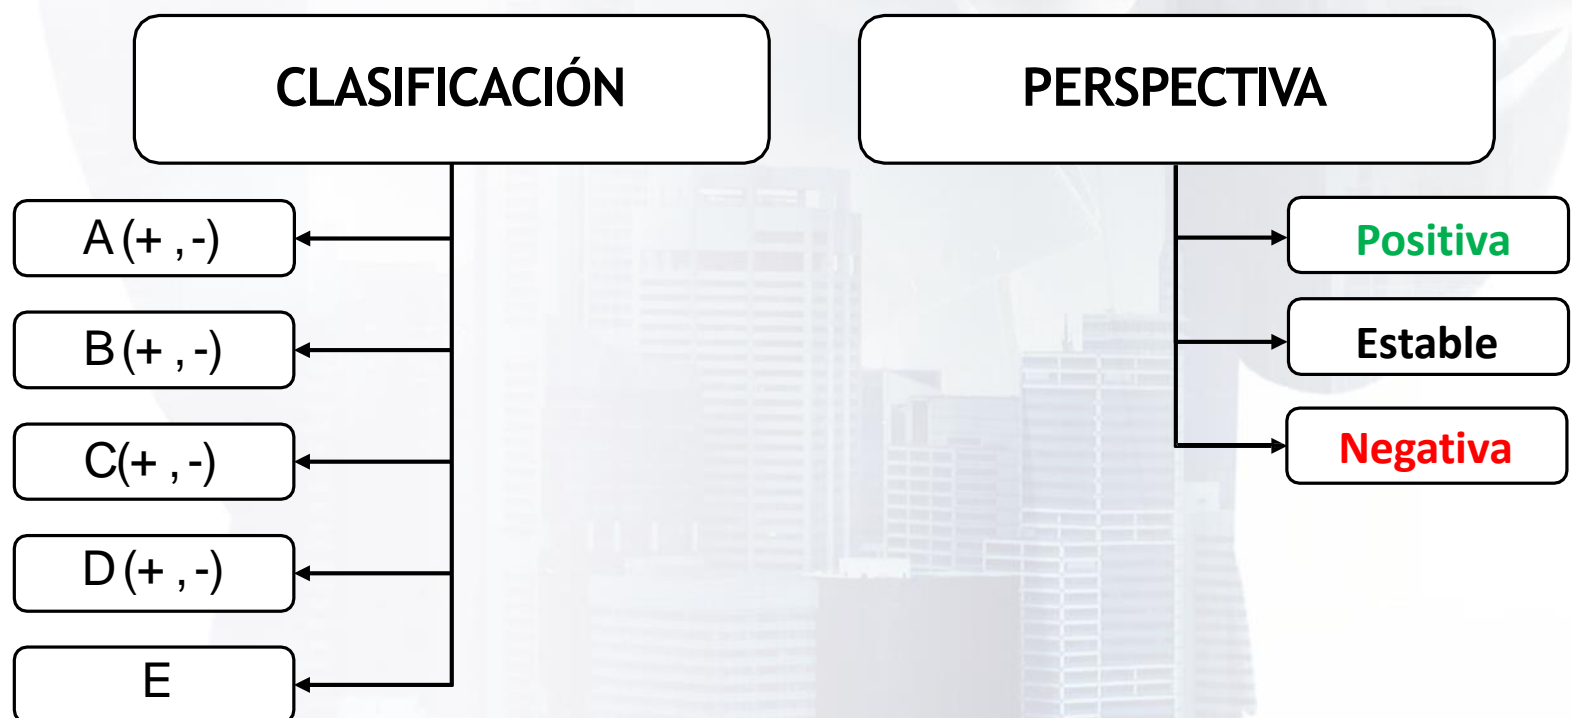 CLASIFICACIÓN
A (+ , -)
B (+ , -)
C(+ , -)
D (+ , -)
E
PERSPECTIVA
Positiva
Estable
Negativa